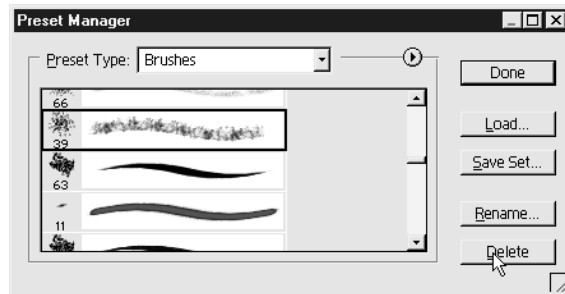 Preset Manager
Preset Type: Brushes
Done
66
39
Load...
63
Save Set...
11
Rename...
Delete